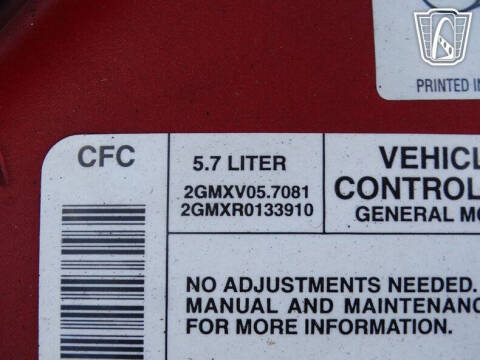 PRINTED IN
CFC
5.7 LITER
2GMXV05.7081
2GMXR0133910
VEHICL
CONTROL
GENERAL MO
NO ADJUSTMENTS NEEDED.
MANUAL AND MAINTENANC
FOR MORE INFORMATION.